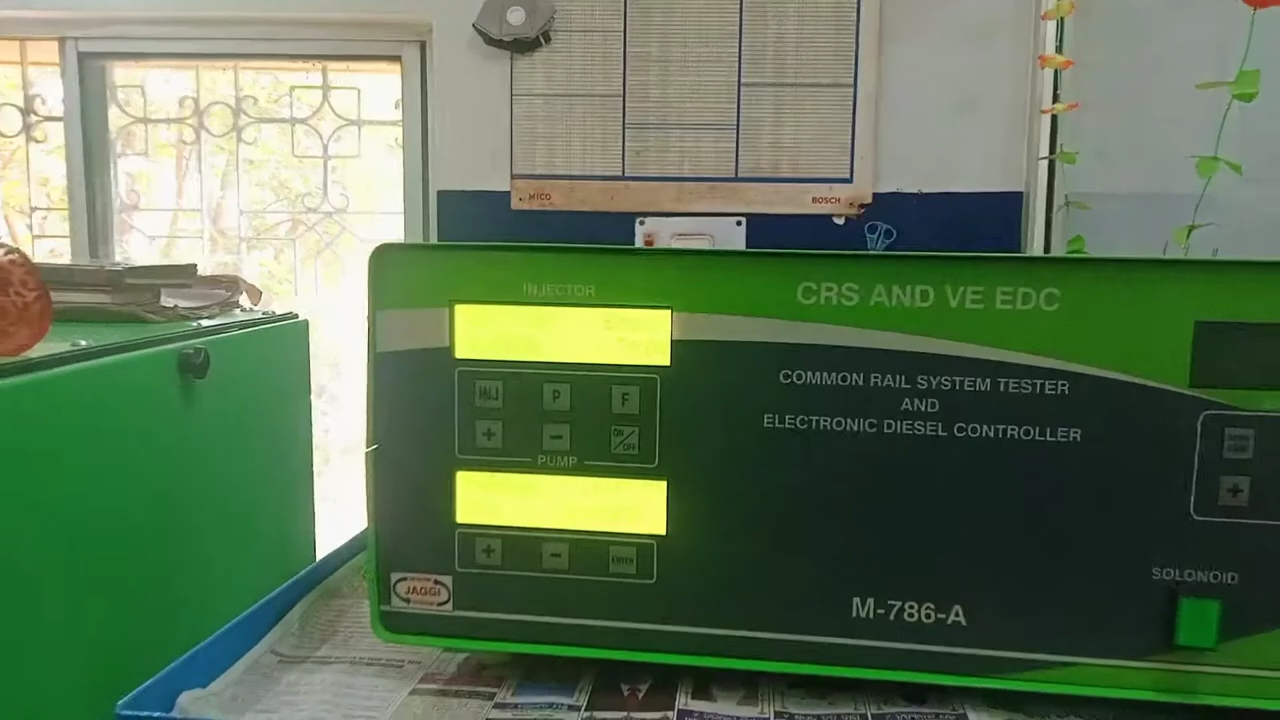 MICO
BOSCH
INJECTOR
CRS AND VE EDC
INJ
P
F
+
-
ON/OFF
COMMON RAIL SYSTEM TESTER
AND
ELECTRONIC DIESEL CONTROLLER
PUMP
+
-
ENTER
+
JAGGI
M-786-A
SOLONOID